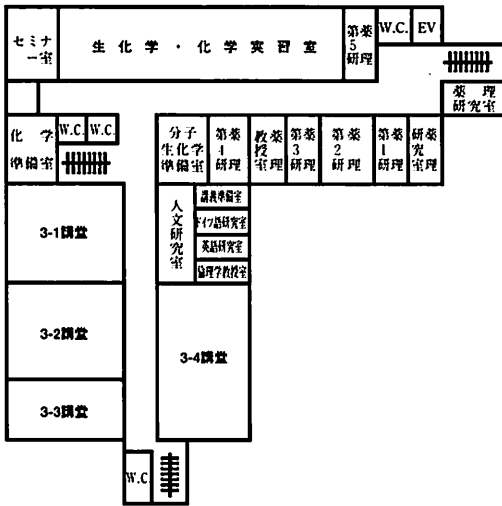 セミナ
ー室
生化学・化学実習室
第5
薬理研
W.C.
EV
薬理
研究室
化学
準備室
W.C.
W.C.
分子
生化学
準備室
第4
薬理研
教授室
薬理
第3
薬理研
第2
薬理研
第1
薬理研
研究室
薬理
人文研究室
講義準備室
ドイツ語研究室
英語研究室
倫理学教授室
3-1講堂
3-2講堂
3-3講堂
3-4講堂
W.C.